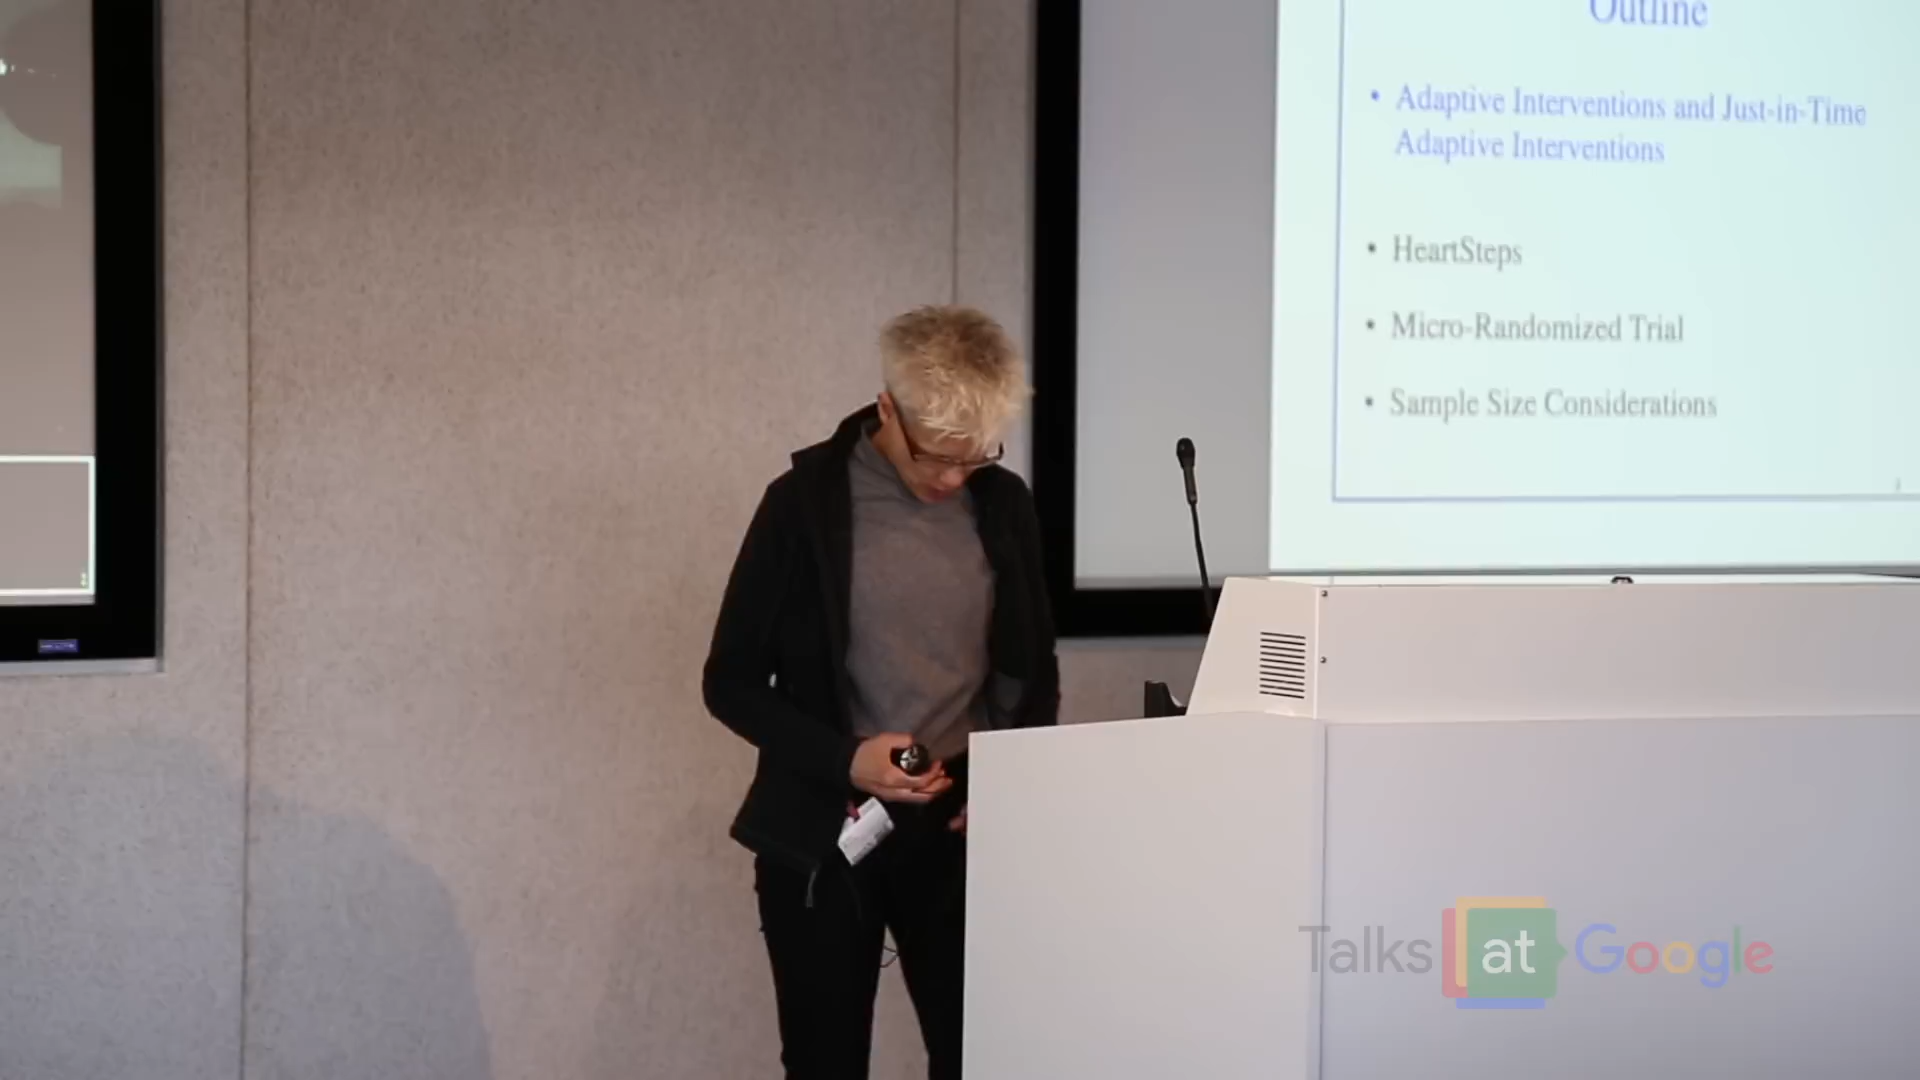 Outline
• Adaptive Interventions and Just-in-Time
Adaptive Interventions
• HeartSteps
• Micro-Randomized Trial
• Sample Size Considerations
Talks at Google